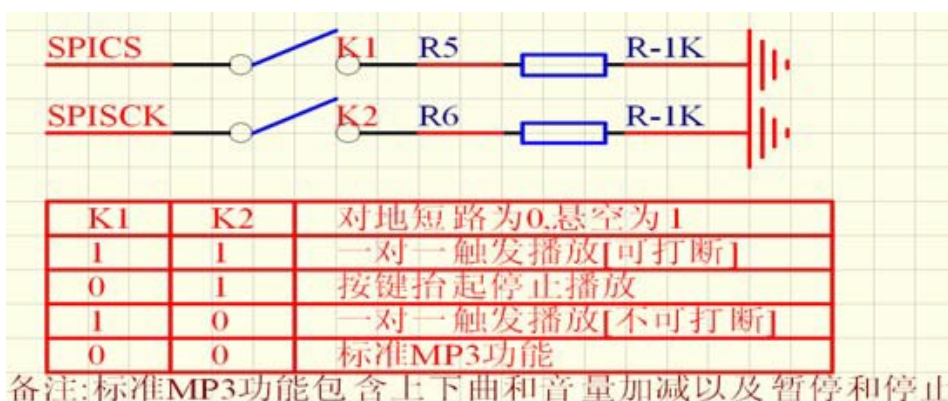 SPICS K1 R5 R-1K
SPISCK K2 R6 R-1K
K1 K2 对地短路为0,悬空为1
1 1 一对一触发播放[可打断]
0 1 按键抬起停止播放
1 0 一对一触发播放[不可打断]
0 0 标准MP3功能
备注:标准MP3功能包含上下曲和音量加减以及暂停和停止